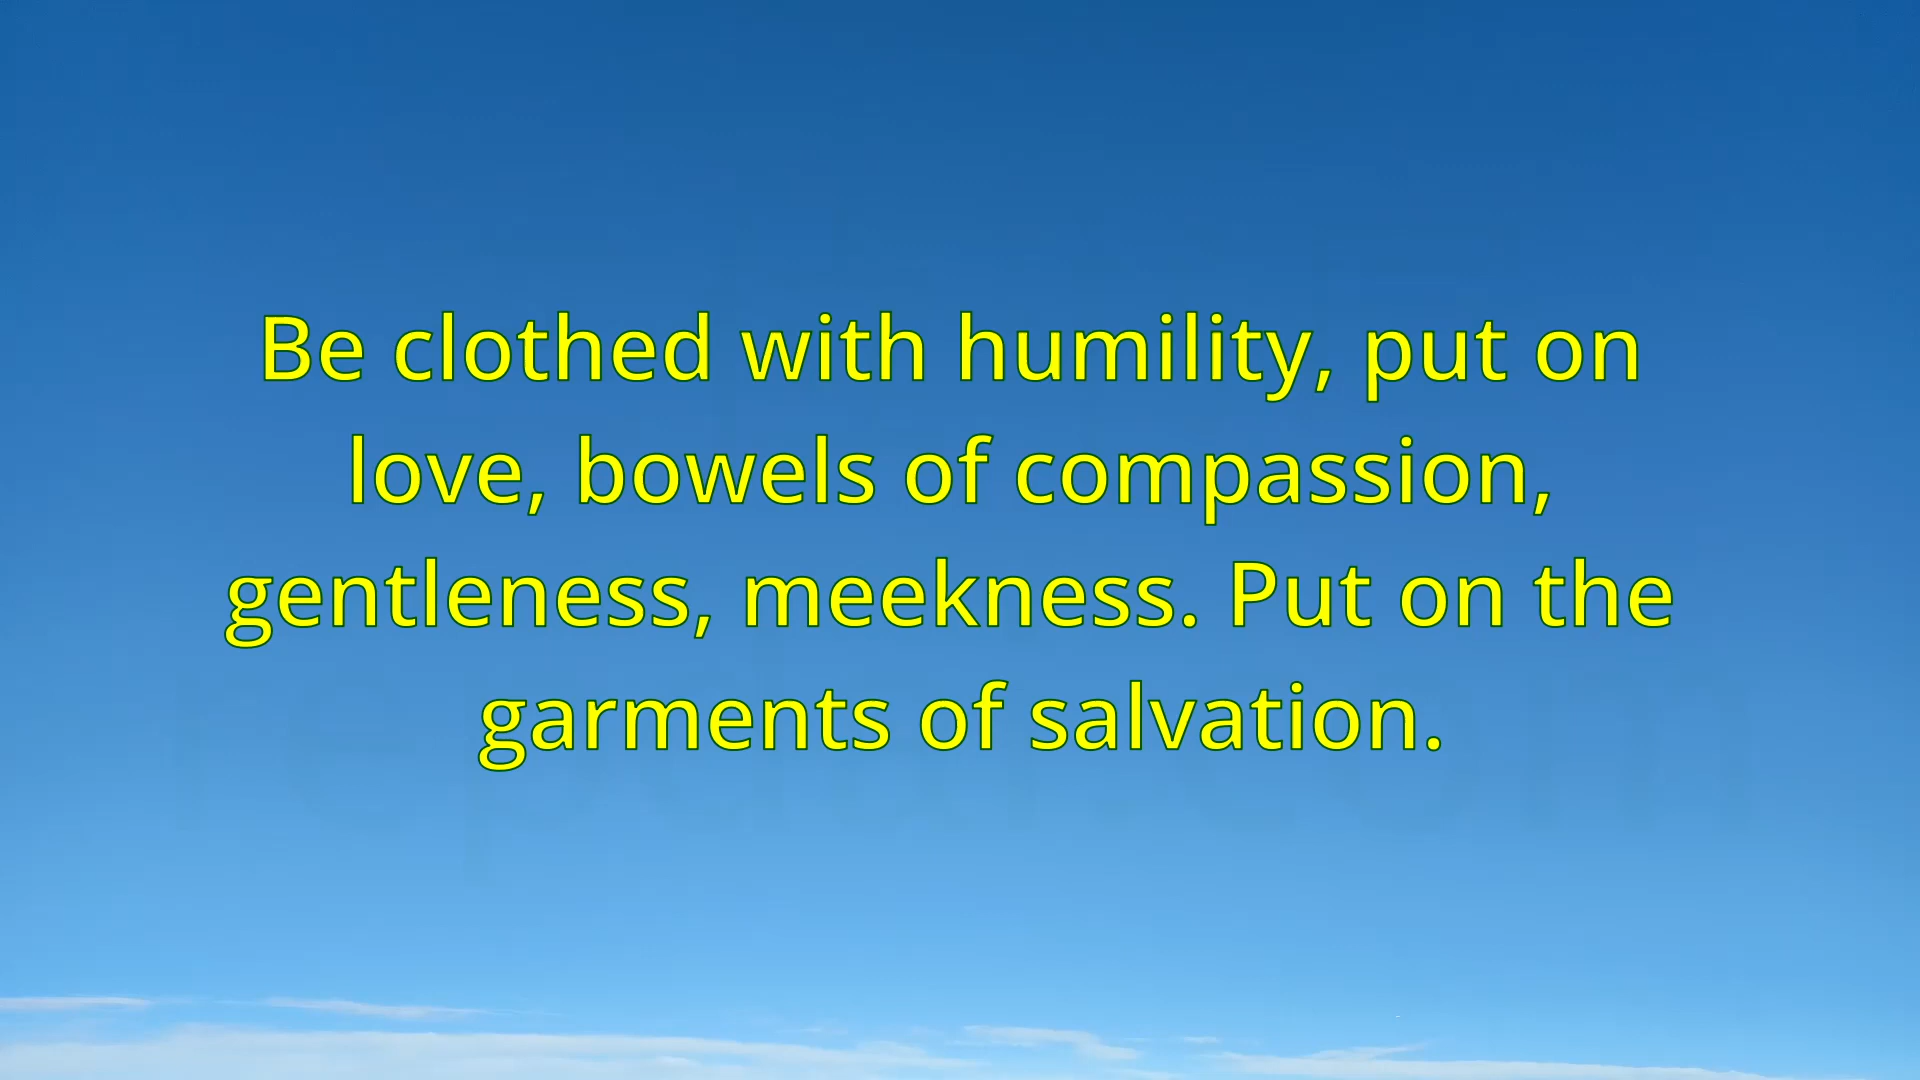 Be clothed with humility, put on
love, bowels of compassion,
gentleness, meekness. Put on the
garments of salvation.